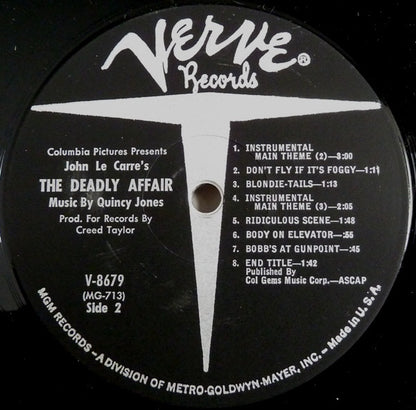 VERVE®
Records
Columbia Pictures Presents
John Le Carre's
THE DEADLY AFFAIR
Music By Quincy Jones
Prod. For Records By
Creed Taylor
V-8679
(MG-713)
Side 2
1. INSTRUMENTAL
MAIN THEME (2)—3:00
2. DON'T FLY IF IT'S FOGGY—1:11
3. BLONDIE-TAILS—1:13
4. INSTRUMENTAL
MAIN THEME (3)—2:05
5. RIDICULOUS SCENE—1:48
6. BODY ON ELEVATOR—:55
7. BOBB'S AT GUNPOINT—:45
8. END TITLE—1:42
Published By
Col Gems Music Corp.—ASCAP
MGM RECORDS—A DIVISION OF METRO-GOLDWYN-MAYER, INC.—Made in U. S. A.